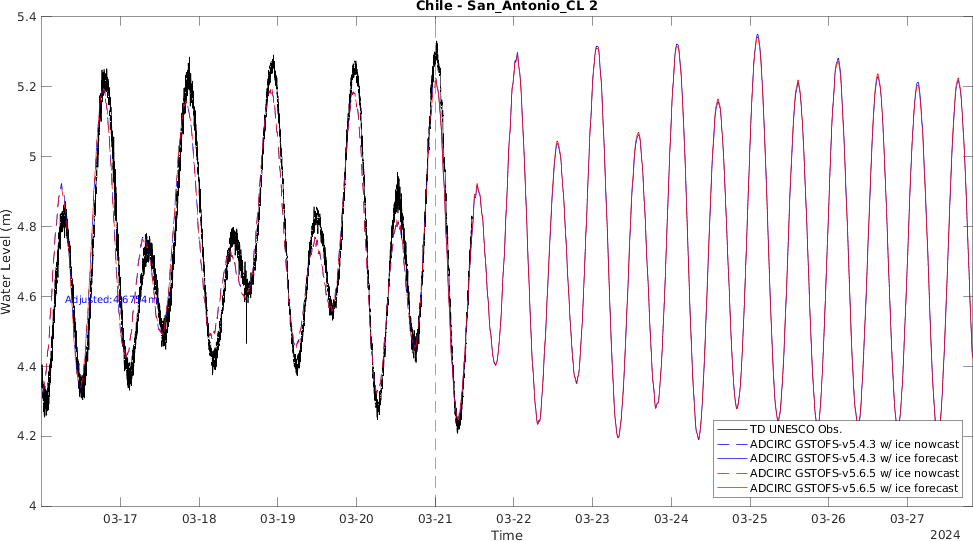 Chile - San_Antonio_CL 2
5.4
5.2
5
4.8
4.6
4.4
4.2
4
Water Level (m)
Adjusted:4.6754m
TD UNESCO Obs.
ADCIRC GSTOFS-v5.4.3 w/ ice nowcast
ADCIRC GSTOFS-v5.4.3 w/ ice forecast
ADCIRC GSTOFS-v5.6.5 w/ ice nowcast
ADCIRC GSTOFS-v5.6.5 w/ ice forecast
03-17 03-18 03-19 03-20 03-21 03-22 03-23 03-24 03-25 03-26 03-27
Time
2024